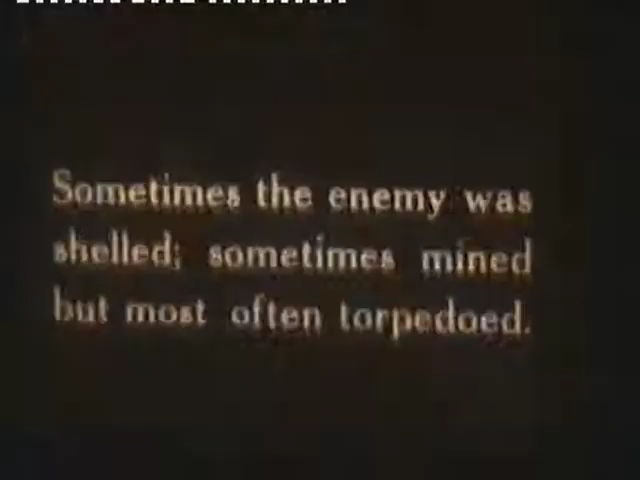 Sometimes the enemy was
shelled; sometimes mined
but most often torpedoed.